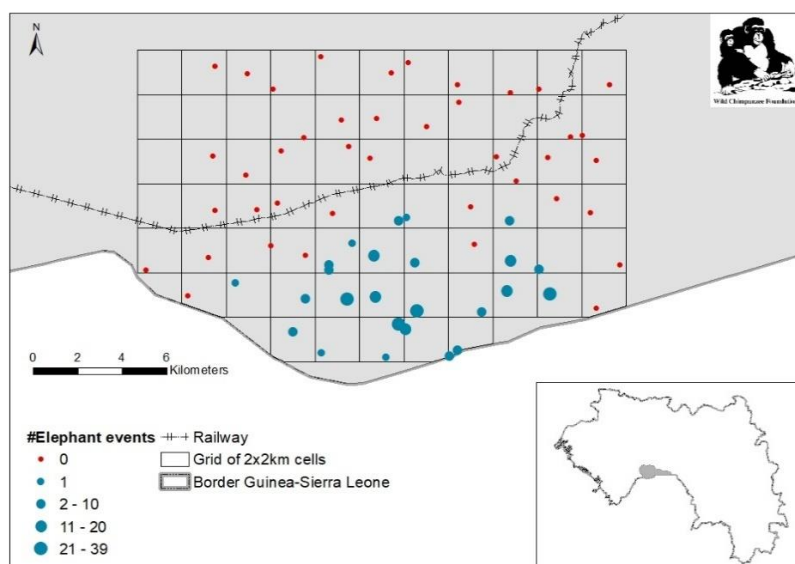 N
Wild Chimpanzee Foundation
0 2 4 6
Kilometers
#Elephant events
0
1
2 - 10
11 - 20
21 - 39
Railway
Grid of 2x2km cells
Border Guinea-Sierra Leone